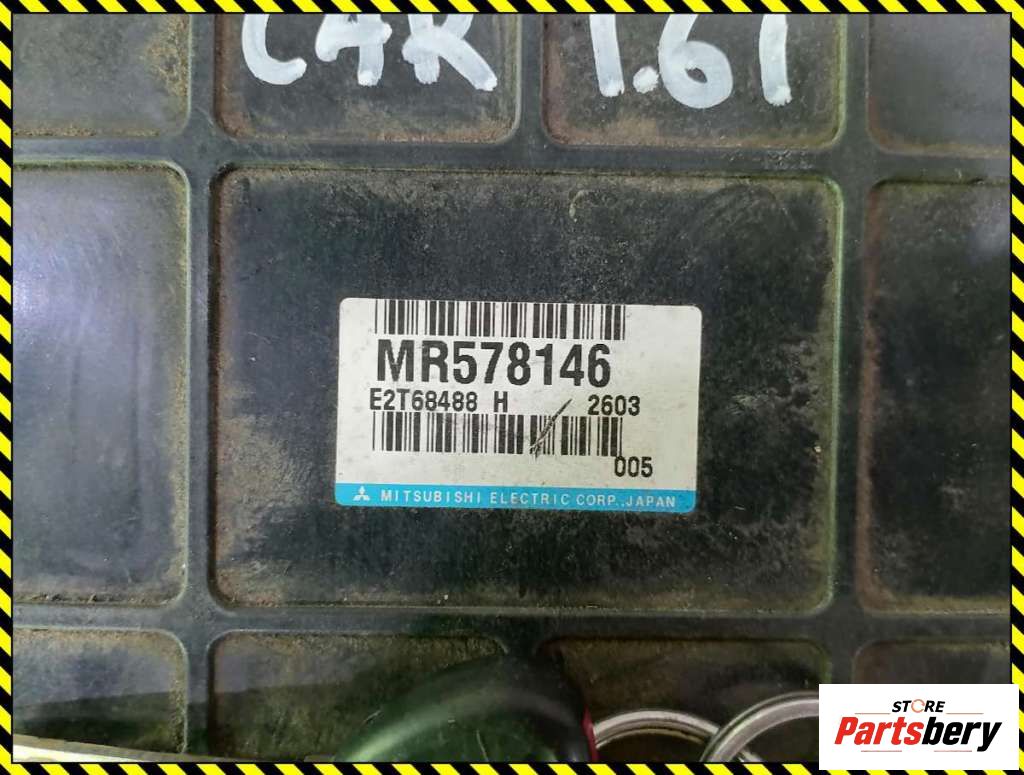 CAR 1.6i
MR578146
E2T68488 H 2603
005
MITSUBISHI ELECTRIC CORP.,JAPAN
STORE
Partsbery